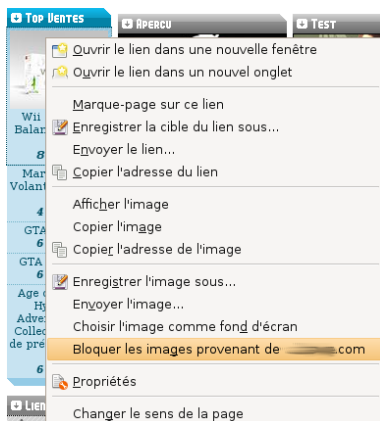 Top Ventes
Aperçu
Test
Ouvrir le lien dans une nouvelle fenêtre
Ouvrir le lien dans un nouvel onglet
Marque-page sur ce lien
Enregistrer la cible du lien sous...
Envoyer le lien...
Copier l'adresse du lien
Afficher l'image
Copier l'image
Copier l'adresse de l'image
Enregistrer l'image sous...
Envoyer l'image...
Choisir l'image comme fond d'écran
Bloquer les images provenant de .com
Propriétés
Changer le sens de la page
Wii
Balan
8
Mar
Volant
4
GTA
6
GTA
6
Age
Hy
Adve
Collec
de pré
6
Lien